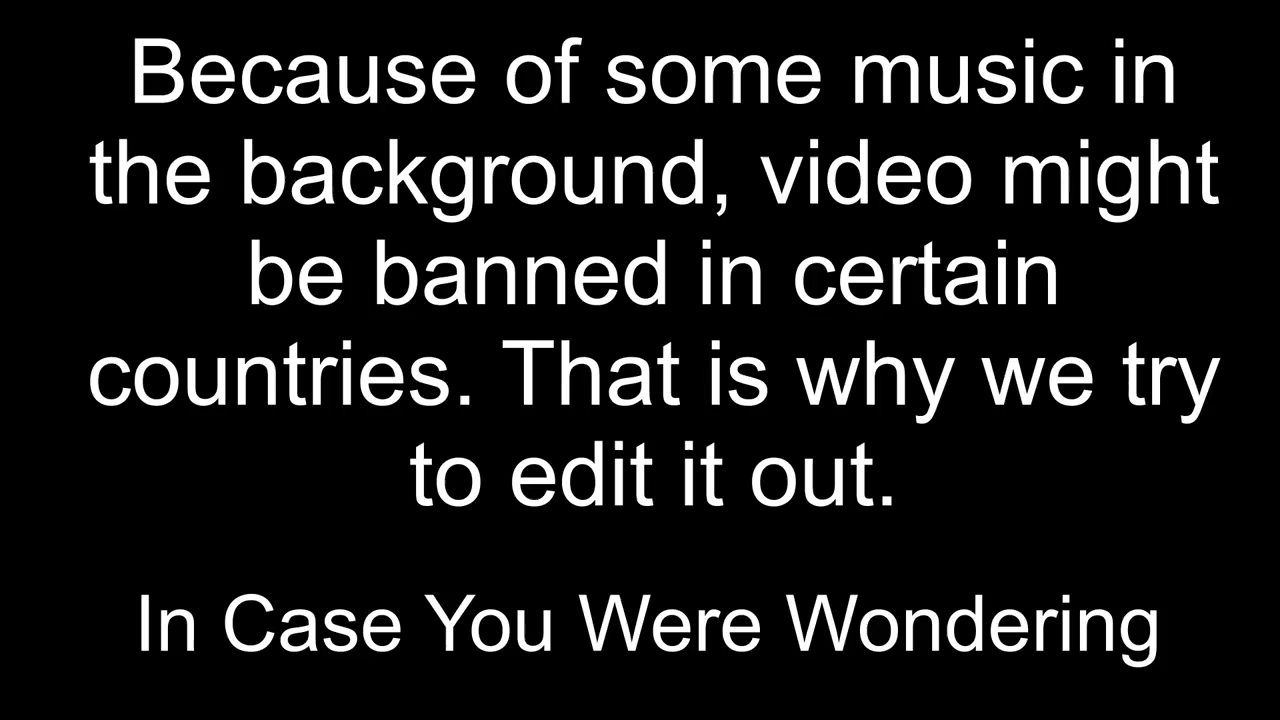 Because of some music in
the background, video might
be banned in certain
countries. That is why we try
to edit it out.
In Case You Were Wondering